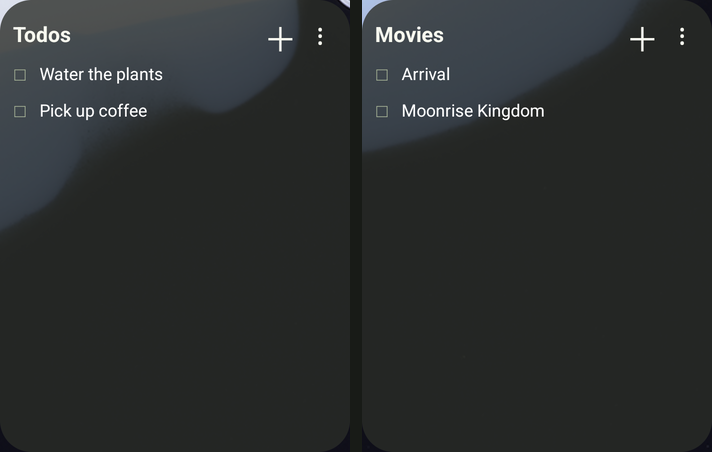 Todos
Water the plants
Pick up coffee
Movies
Arrival
Moonrise Kingdom